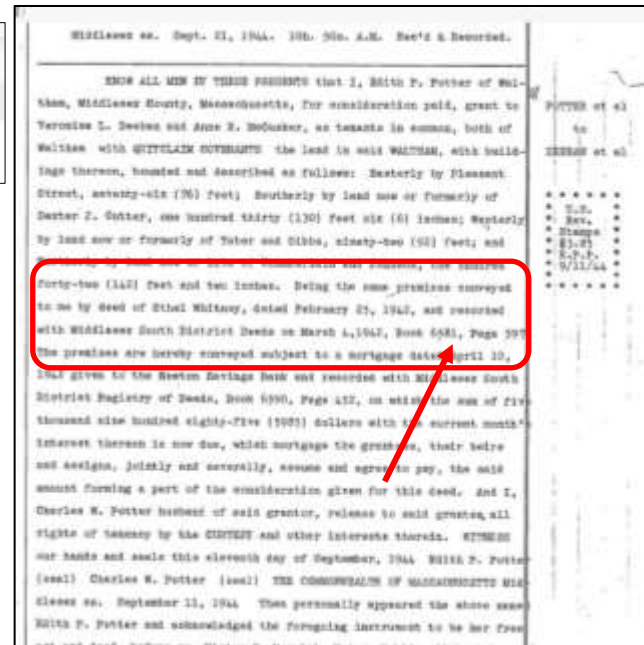 Middlesex ss. Sept. 21, 1944. 10h. 50m. A.M. Rec'd & Recorded.
KNOW ALL MEN BY THESE PRESENTS that I, Edith P. Potter of Wal-
tham, Middlesex County, Massachusetts, for consideration paid, grant to
Veronica L. and Anne R. McCusker, as tenants in common, both of
Waltham with QUITCLAIM COVENANTS the land in said WALTHAM, with build-
ings thereon, bounded and described as follows: Easterly by Pleasant
Street, seventy-six (76) feet; Southerly by land now or formerly of
Dexter J. Cutter, one hundred thirty (130) feet six (6) inches; Westerly
by land now or formerly of Tutor and Gibbs, ninety-two (92) feet; and
forty-two (142) feet and two inches. Being the same premises conveyed
to me by deed of Ethel Whitney, dated February 25, 1942, and recorded
with Middlesex South District Deeds on March 4,1942, Book 6581, Page 597
The premises are hereby conveyed subject to a mortgage dated April 10,
1942 given to the Newton Savings Bank and recorded with Middlesex South
District Registry of Deeds, Book 6590, Page 452, on which the sum of five
thousand nine hundred eighty-five (5985) dollars with the current month's
interest thereon is now due, which mortgage the grantees, their heirs
and assigns, jointly and severally, assume and agree to pay, the said
amount forming a part of the consideration given for this deed. And I,
Charles W. Potter husband of said grantor, release to said grantee, all
rights of tenancy by the CURTESY and other interests therein. WITNESS
our hands and seals this eleventh day of September, 1944 Edith P. Potter
(seal) Charles W. Potter (seal) THE COMMONWEALTH OF MASSACHUSETTS Mid-
dlesex ss. September 11, 1944 Then personally appeared the above named
Edith P. Potter and acknowledged the foregoing instrument to be her free
POTTER et al
to
et al
U.S.
Rev.
Stamps
$3.85
E.P.P.
9/11/44